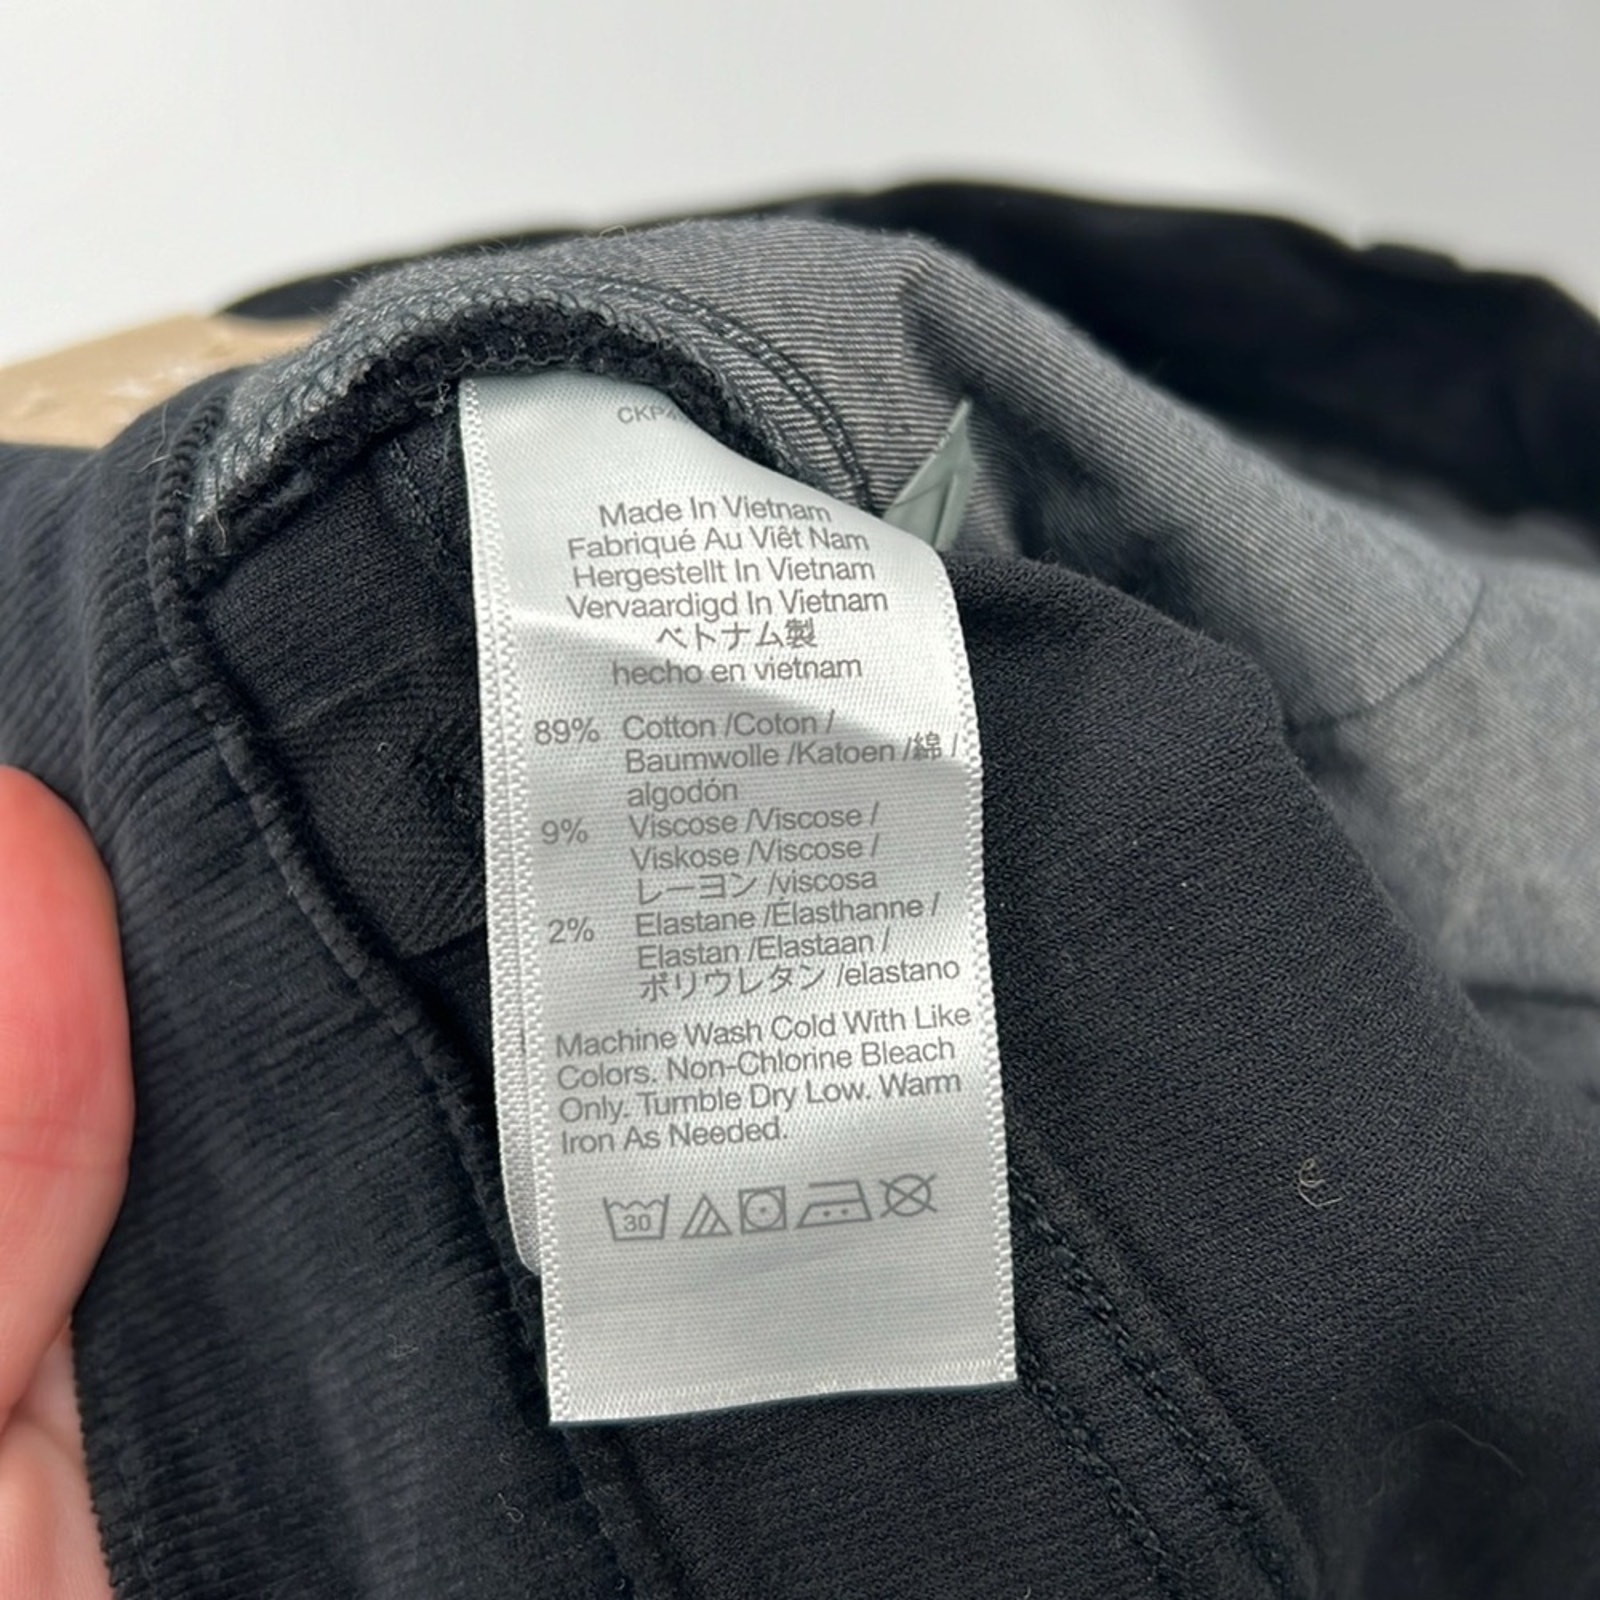 Made In Vietnam
Fabriqué Au Viêt Nam
Hergestellt In Vietnam
Vervaardigd In Vietnam
ベトナム製
hecho en vietnam
89% Cotton /Coton /
Baumwolle /Katoen /綿 /
algodón
9% Viscose /Viscose /
Viskose /Viscose /
レーヨン /viscosa
2% Elastane /Élasthanne /
Elastan /Elastaan /
ポリウレタン /elastano
Machine Wash Cold With Like
Colors. Non-Chlorine Bleach
Only. Tumble Dry Low. Warm
Iron As Needed.
30